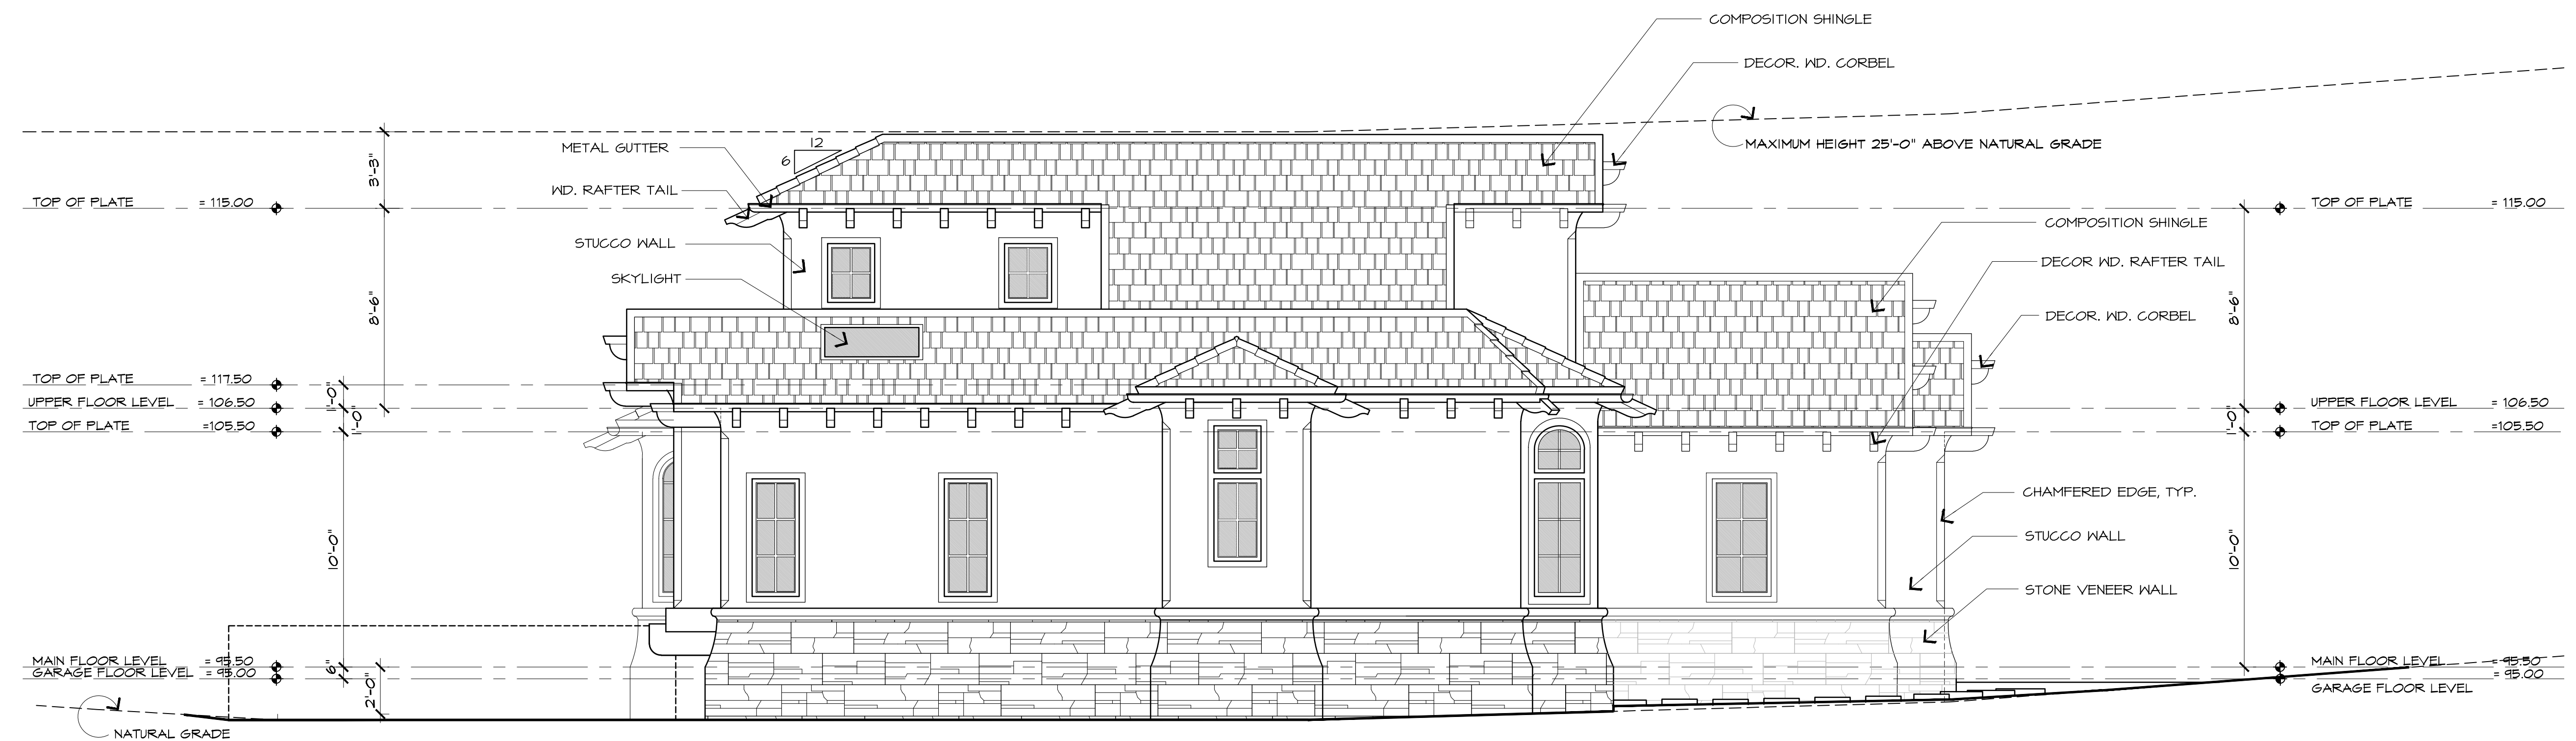 COMPOSITION SHINGLE
DECOR. WD. CORBEL
MAXIMUM HEIGHT 25'-0" ABOVE NATURAL GRADE
12
6
METAL GUTTER
WD. RAFTER TAIL
3'-3"
TOP OF PLATE = 115.00
TOP OF PLATE = 115.00
STUCCO WALL
COMPOSITION SHINGLE
SKYLIGHT
DECOR WD. RAFTER TAIL
8'-6"
8'-6"
DECOR. WD. CORBEL
TOP OF PLATE = 117.50
1'-0"
UPPER FLOOR LEVEL = 106.50
UPPER FLOOR LEVEL = 106.50
1'-0"
1'-0"
TOP OF PLATE =105.50
TOP OF PLATE =105.50
CHAMFERED EDGE, TYP.
10'-0"
10'-0"
STUCCO WALL
STONE VENEER WALL
MAIN FLOOR LEVEL = 95.50
MAIN FLOOR LEVEL = 95.50
GARAGE FLOOR LEVEL = 95.00
= 95.00
GARAGE FLOOR LEVEL
6"
2'-0"
NATURAL GRADE